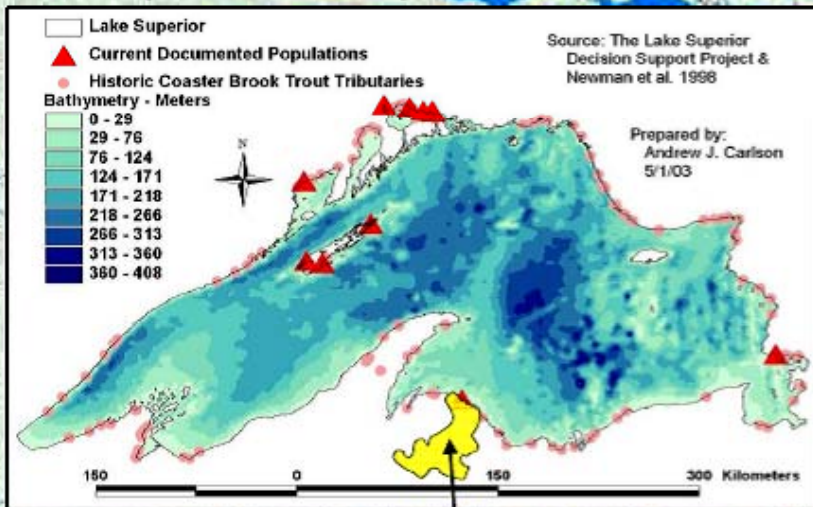 Lake Superior
Current Documented Populations
Historic Coaster Brook Trout Tributaries
Bathymetry - Meters
0 - 29
29 - 76
76 - 124
124 - 171
171 - 218
218 - 266
266 - 313
313 - 360
360 - 408
N
Source: The Lake Superior
Decision Support Project &
Newman et al. 1998
Prepared by:
Andrew J. Carlson
5/1/03
150 0 150 300 Kilometers